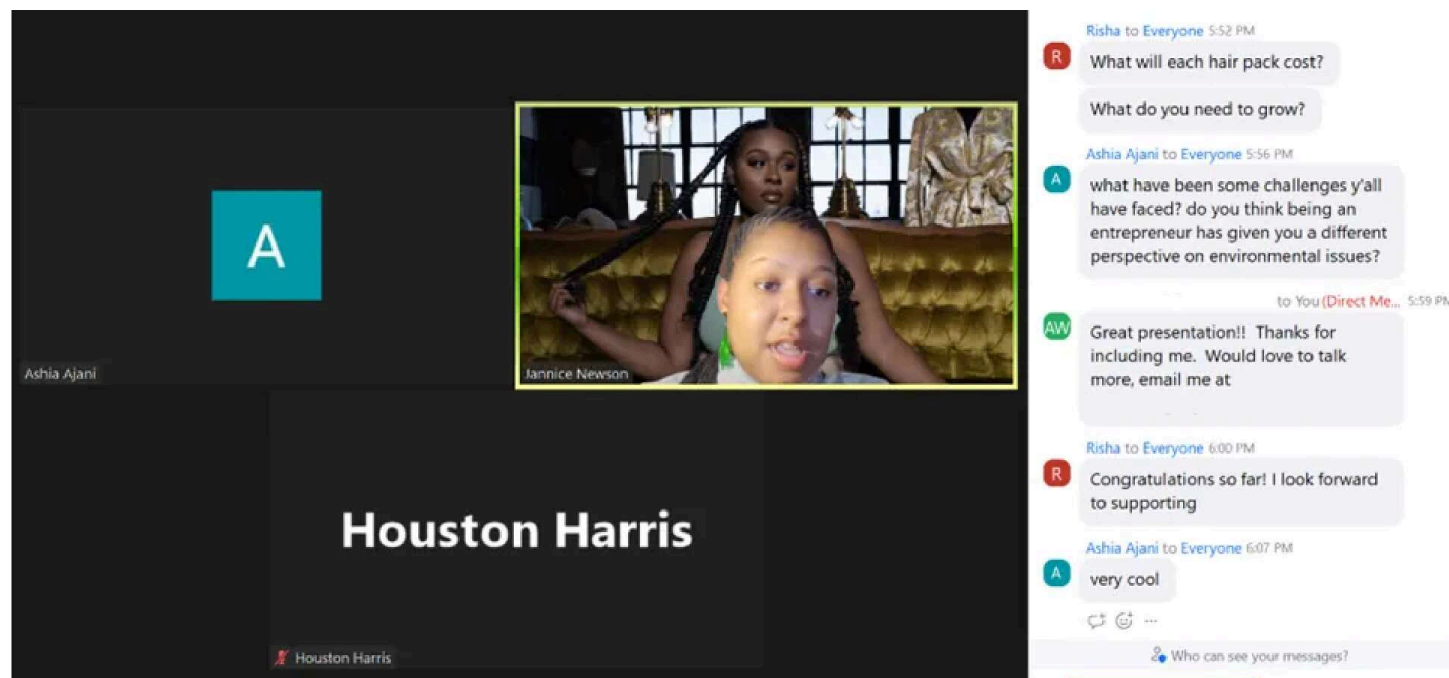 A
Ashia Ajani
Jannice Newson
Houston Harris
Houston Harris
Risha to Everyone 5:52 PM
R
What will each hair pack cost?
What do you need to grow?
Ashia Ajani to Everyone 5:56 PM
A
what have been some challenges y'all
have faced? do you think being an
entrepreneur has given you a different
perspective on environmental issues?
to You (Direct Me... 5:59 PM
AW
Great presentation!! Thanks for
including me. Would love to talk
more, email me at
Risha to Everyone 6:00 PM
R
Congratulations so far! I look forward
to supporting
Ashia Ajani to Everyone 6:07 PM
A
very cool
Who can see your messages?